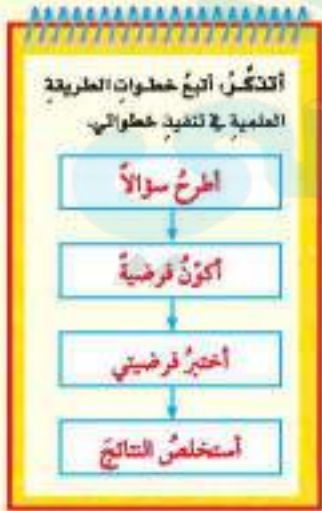 أتذكَّرُ أتبعُ خطواتِ الطريقةِ
العلميةِ في تنفيذِ خطواتي.
أطرحُ سؤالاً
أكوّنُ فرضيةً
أختبرُ فرضيتي
أستخلصُ النتائجَ